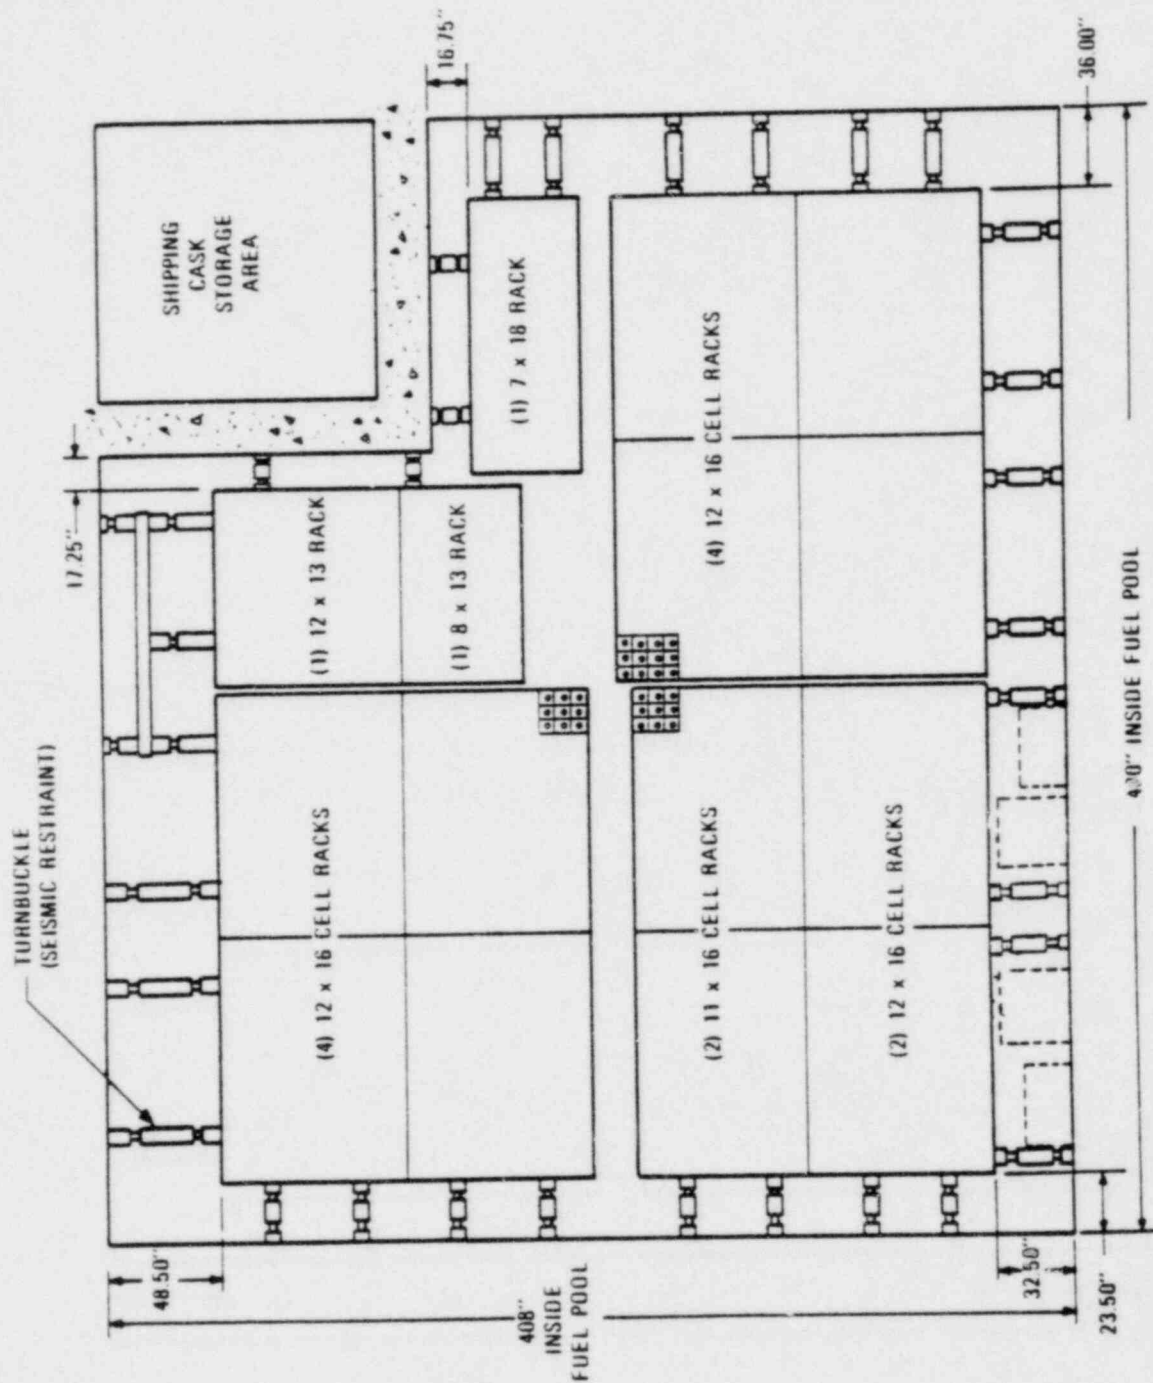 TURNBUCKLE
(SEISMIC RESTRAINT)
17.25"
16.75"
SHIPPING
CASK
STORAGE
AREA
48.50"
(4) 12 x 16 CELL RACKS
(1) 12 x 13 RACK
(1) 8 x 13 RACK
(1) 7 x 18 RACK
408"
INSIDE
FUEL POOL
(2) 11 x 16 CELL RACKS
(2) 12 x 16 CELL RACKS
(4) 12 x 16 CELL RACKS
32.50"
23.50"
36.00"
INSIDE FUEL POOL